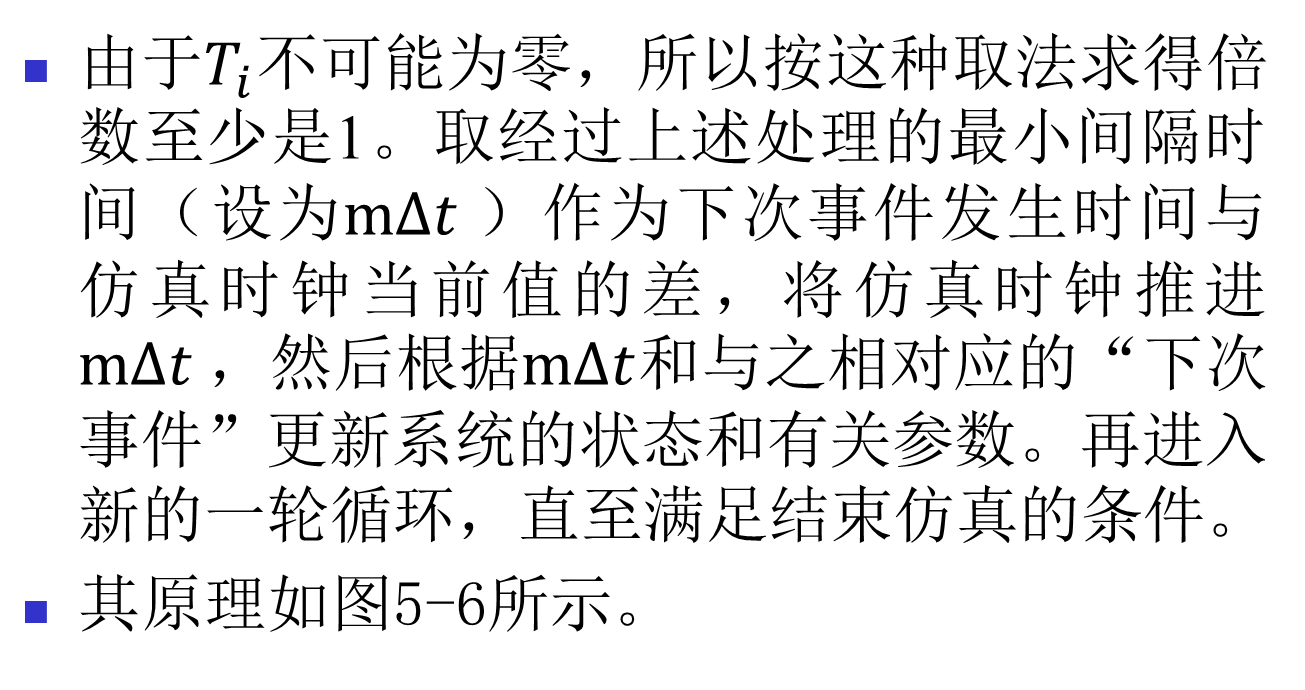 由于𝑇𝑖不可能为零，所以按这种取法求得倍
数至少是1。取经过上述处理的最小间隔时
间（设为mΔ𝑡 ）作为下次事件发生时间与
仿真时钟当前值的差，将仿真时钟推进
mΔ𝑡 ，然后根据mΔ𝑡和与之相对应的“下次
事件”更新系统的状态和有关参数。再进入
新的一轮循环，直至满足结束仿真的条件。
其原理如图5-6所示。